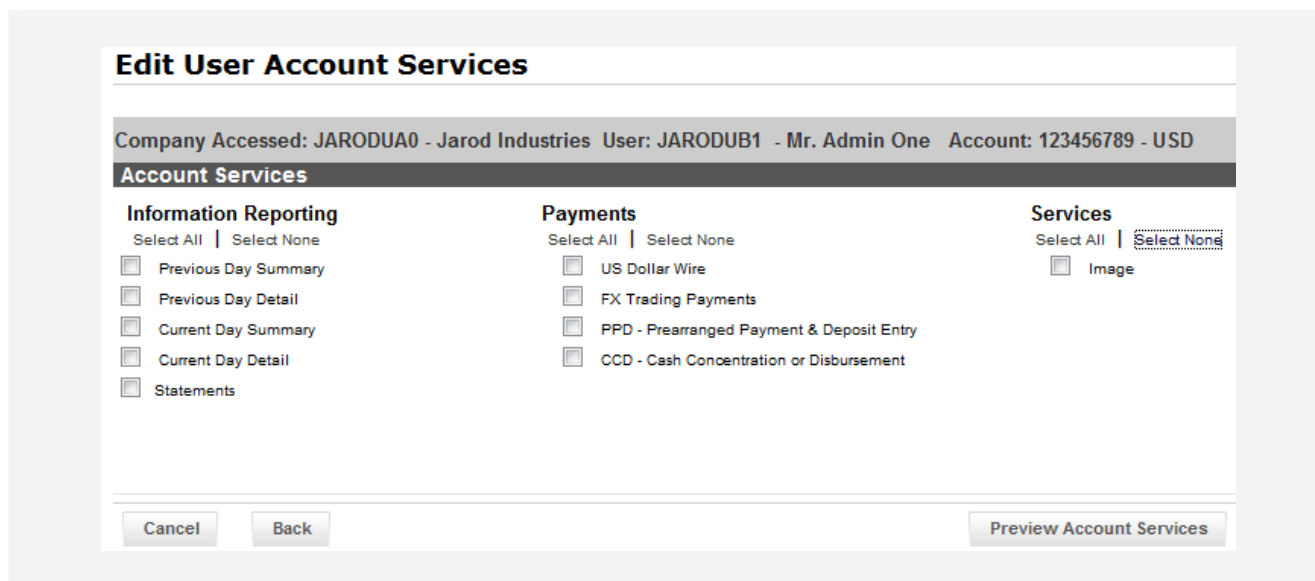 Edit User Account Services
Company Accessed: JARODUA0 - Jarod Industries User: JARODUB1 - Mr. Admin One Account: 123456789 - USD
Account Services
Information Reporting
Select All | Select None
Previous Day Summary
Previous Day Detail
Current Day Summary
Current Day Detail
Statements
Payments
Select All | Select None
US Dollar Wire
FX Trading Payments
PPD - Prearranged Payment & Deposit Entry
CCD - Cash Concentration or Disbursement
Services
Select All | Select None
Image
Cancel
Back
Preview Account Services